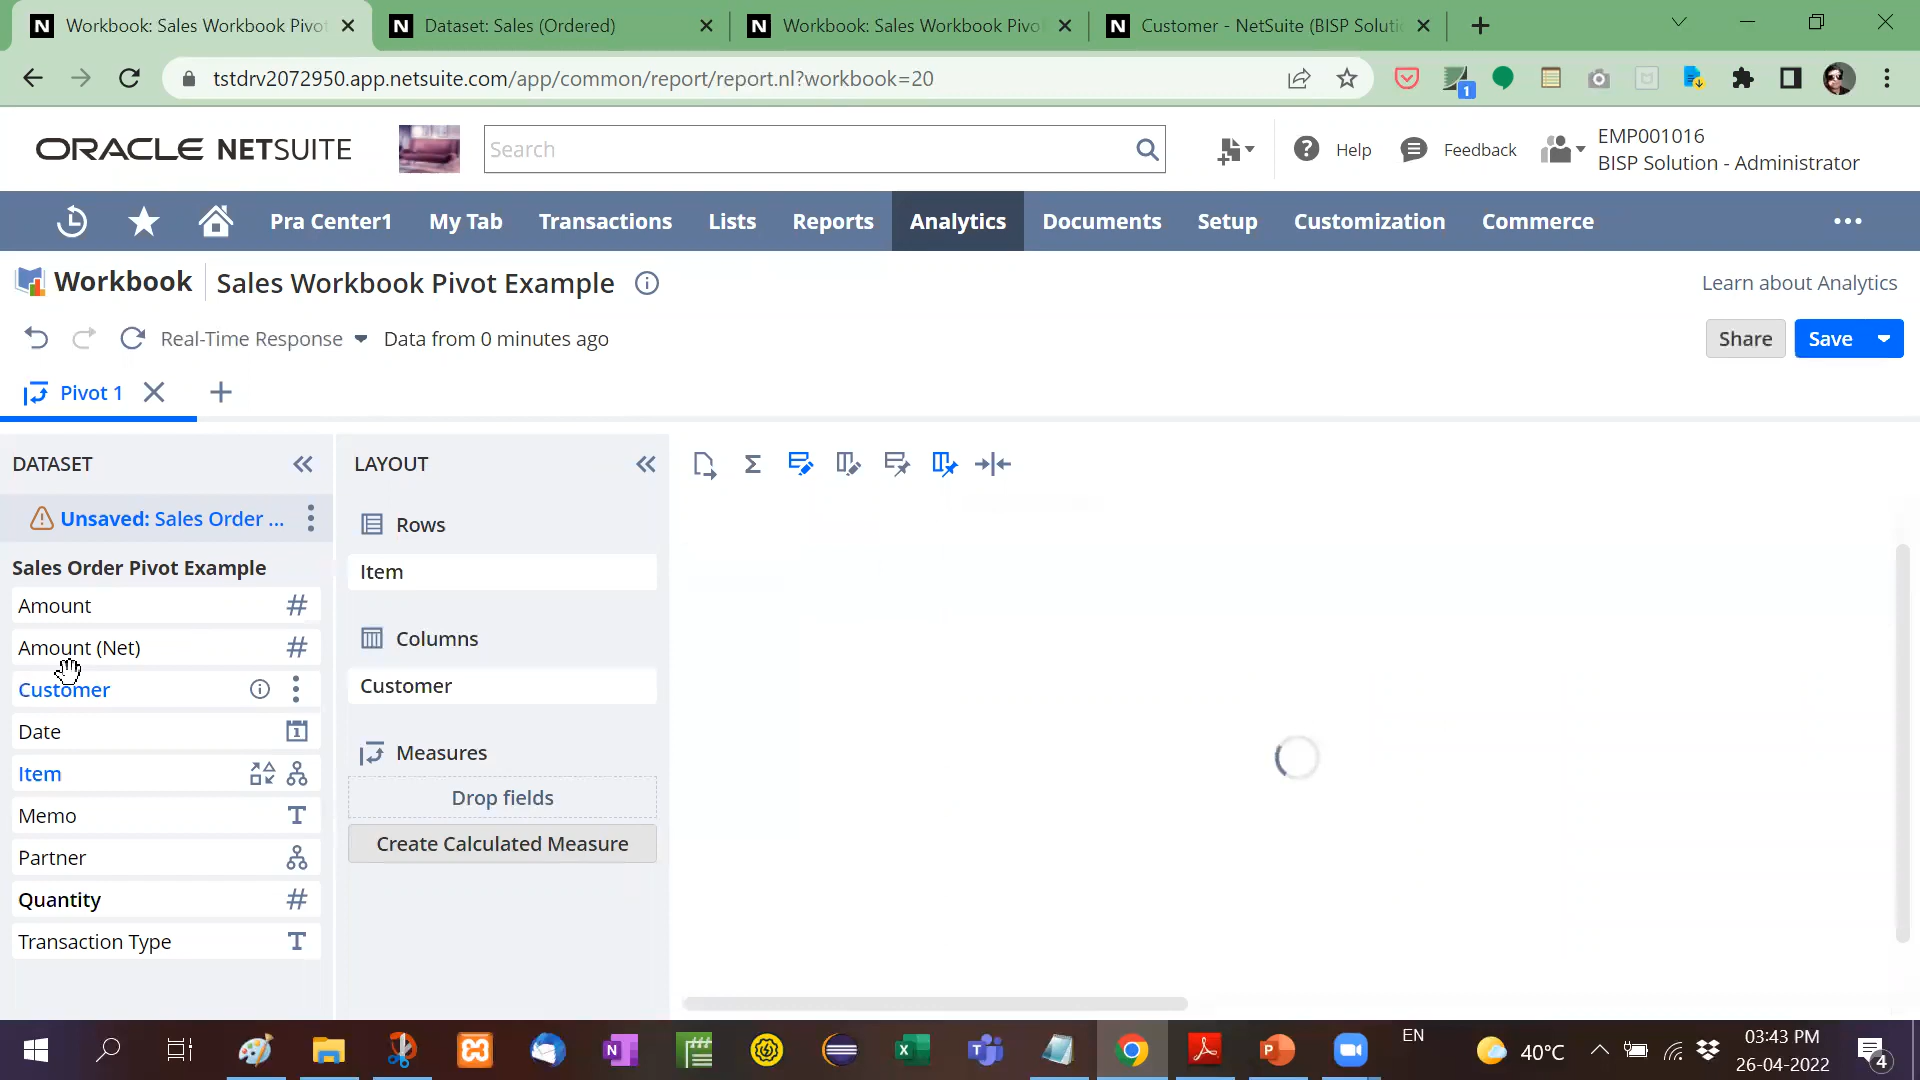 Workbook: Sales Workbook Pivot
Dataset: Sales (Ordered)
Workbook: Sales Workbook Pivo
Customer - NetSuite (BISP Soluti
tstdrv2072950.app.netsuite.com/app/common/report/report.nl?workbook=20
1
ORACLE NETSUITE
Search
Help
Feedback
EMP001016
BISP Solution - Administrator
Pra Center1
My Tab
Transactions
Lists
Reports
Analytics
Documents
Setup
Customization
Commerce
Workbook
Sales Workbook Pivot Example
Learn about Analytics
Real-Time Response
Data from 0 minutes ago
Share
Save
Pivot 1
DATASET
LAYOUT
Unsaved: Sales Order ...
Rows
Sales Order Pivot Example
Item
Amount
Columns
Amount (Net)
Customer
Customer
Date
Measures
Item
Drop fields
Memo
Create Calculated Measure
Partner
Quantity
Transaction Type
EN
40°C
03:43 PM
26-04-2022
4